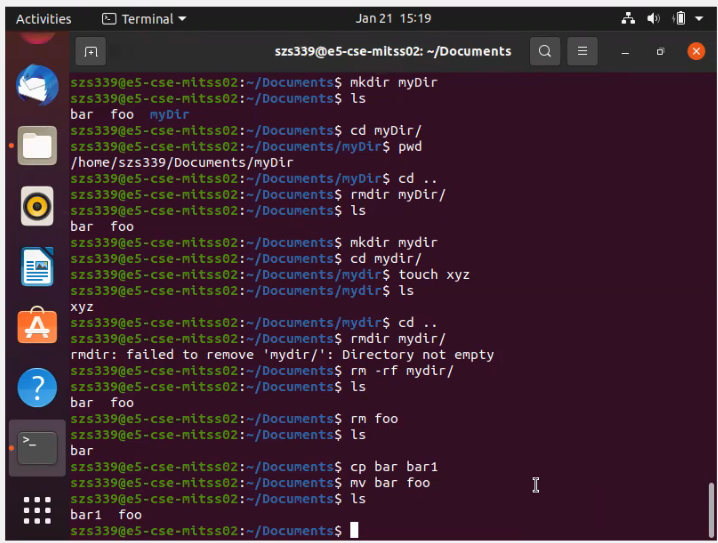 Activities
Terminal
Jan 21 15:19
szs339@e5-cse-mitss02: ~/Documents
szs339@e5-cse-mitss02:~/Documents$ mkdir myDir
szs339@e5-cse-mitss02:~/Documents$ ls
bar  foo  myDir
szs339@e5-cse-mitss02:~/Documents$ cd myDir/
szs339@e5-cse-mitss02:~/Documents/myDir$ pwd
/home/szs339/Documents/myDir
szs339@e5-cse-mitss02:~/Documents/myDir$ cd ..
szs339@e5-cse-mitss02:~/Documents$ rmdir myDir/
szs339@e5-cse-mitss02:~/Documents$ ls
bar  foo
szs339@e5-cse-mitss02:~/Documents$ mkdir mydir
szs339@e5-cse-mitss02:~/Documents$ cd mydir/
szs339@e5-cse-mitss02:~/Documents/mydir$ touch xyz
szs339@e5-cse-mitss02:~/Documents/mydir$ ls
xyz
szs339@e5-cse-mitss02:~/Documents/mydir$ cd ..
szs339@e5-cse-mitss02:~/Documents$ rmdir mydir/
rmdir: failed to remove 'mydir/': Directory not empty
szs339@e5-cse-mitss02:~/Documents$ rm -rf mydir/
szs339@e5-cse-mitss02:~/Documents$ ls
bar  foo
szs339@e5-cse-mitss02:~/Documents$ rm foo
szs339@e5-cse-mitss02:~/Documents$ ls
bar
szs339@e5-cse-mitss02:~/Documents$ cp bar bar1
szs339@e5-cse-mitss02:~/Documents$ mv bar foo
szs339@e5-cse-mitss02:~/Documents$ ls
bar1  foo
szs339@e5-cse-mitss02:~/Documents$